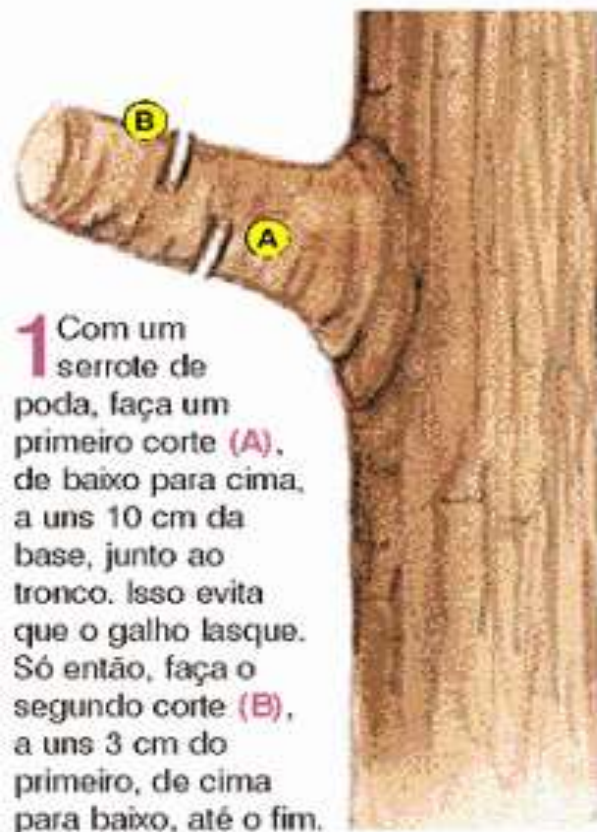 B
A
1 Com um
serrote de
poda, faça um
primeiro corte (A),
de baixo para cima,
a uns 10 cm da
base, junto ao
tronco. Isso evita
que o galho lasque.
Só então, faça o
segundo corte (B),
a uns 3 cm do
primeiro, de cima
para baixo, até o fim.